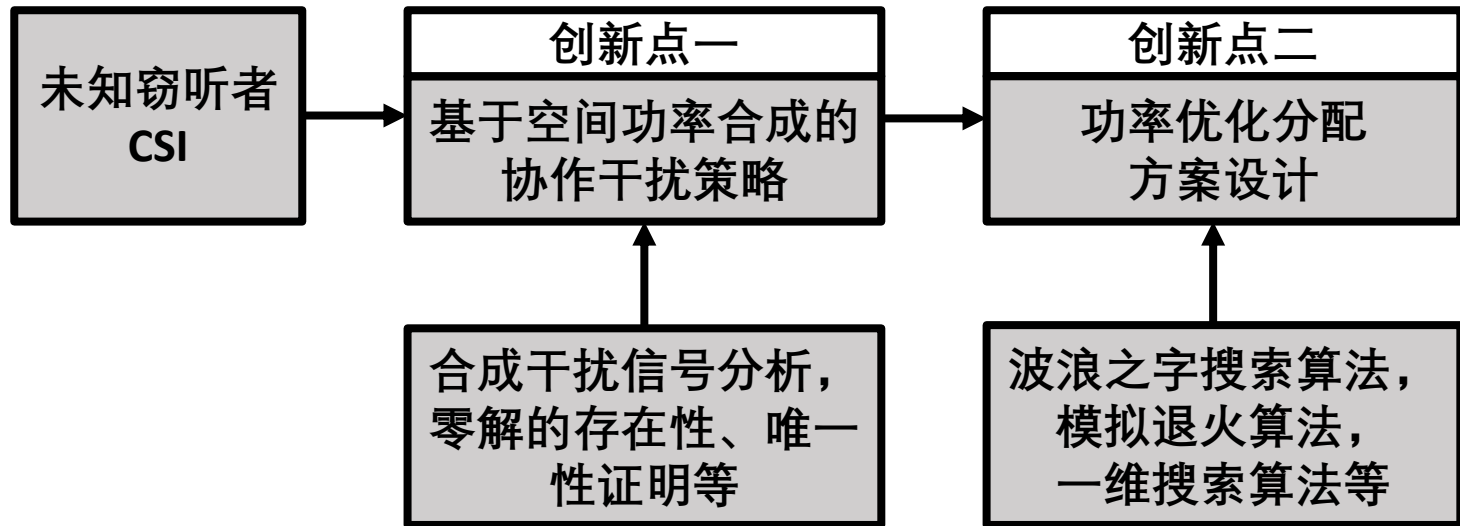 未知窃听者
CSI
创新点一
基于空间功率合成的
协作干扰策略
创新点二
功率优化分配
方案设计
合成干扰信号分析，
零解的存在性、唯一
性证明等
波浪之字搜索算法，
模拟退火算法，
一维搜索算法等